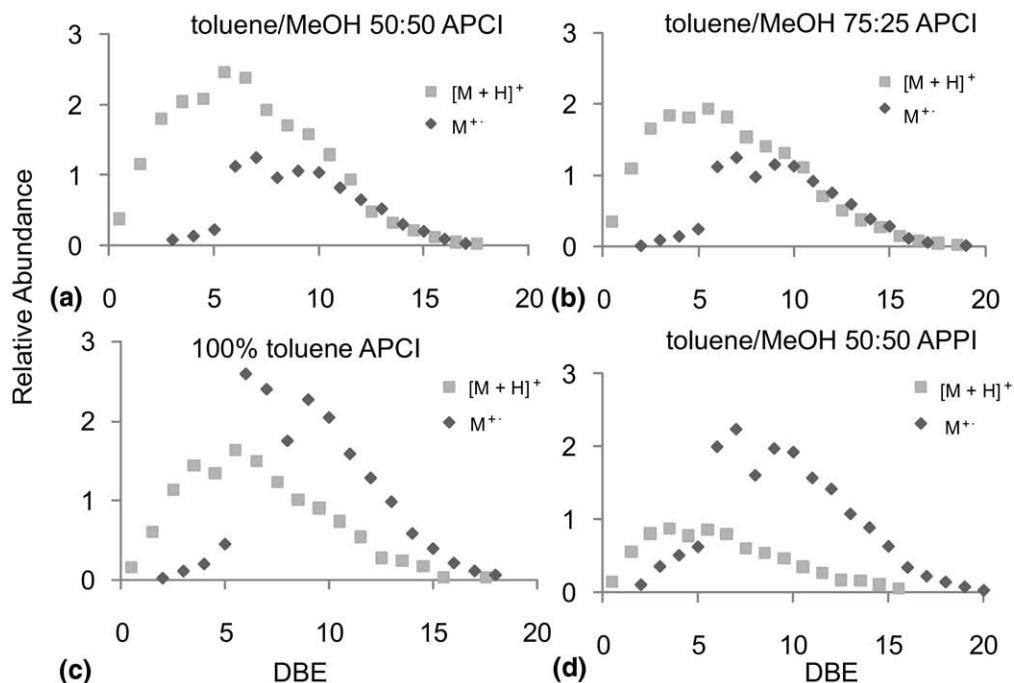 Relative Abundance
toluene/MeOH 50:50 APCI
3
2
1
0
[M + H]⁺
M⁺·
0 5 10 15 20
(a)
toluene/MeOH 75:25 APCI
3
2
1
0
[M + H]⁺
M⁺·
0 5 10 15 20
(b)
100% toluene APCI
3
2
1
0
[M + H]⁺
M⁺·
0 5 10 15 20
(c)
DBE
toluene/MeOH 50:50 APPI
3
2
1
0
[M + H]⁺
M⁺·
0 5 10 15 20
(d)
DBE